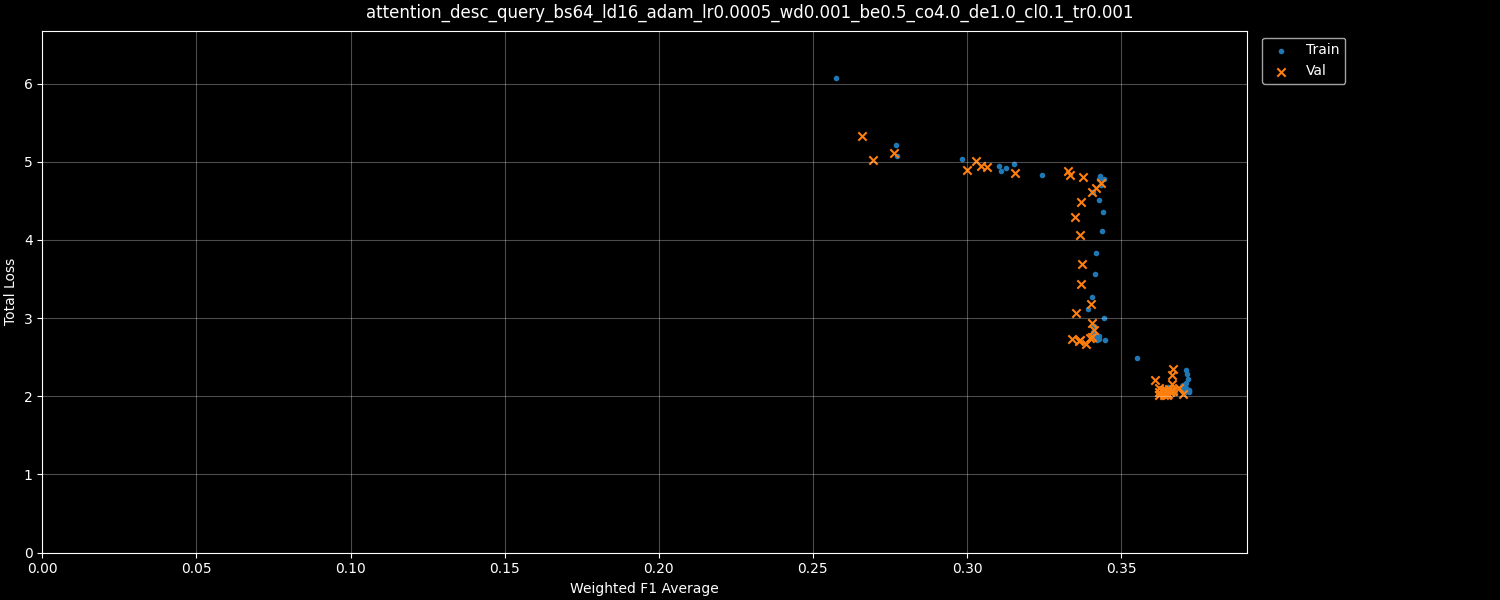 attention_desc_query_bs64_ld16_adam_lr0.0005_wd0.001_be0.5_co4.0_de1.0_cl0.1_tr0.001
Train
Val
6
5
4
3
2
1
0
Total Loss
0.00 0.05 0.10 0.15 0.20 0.25 0.30 0.35
Weighted F1 Average